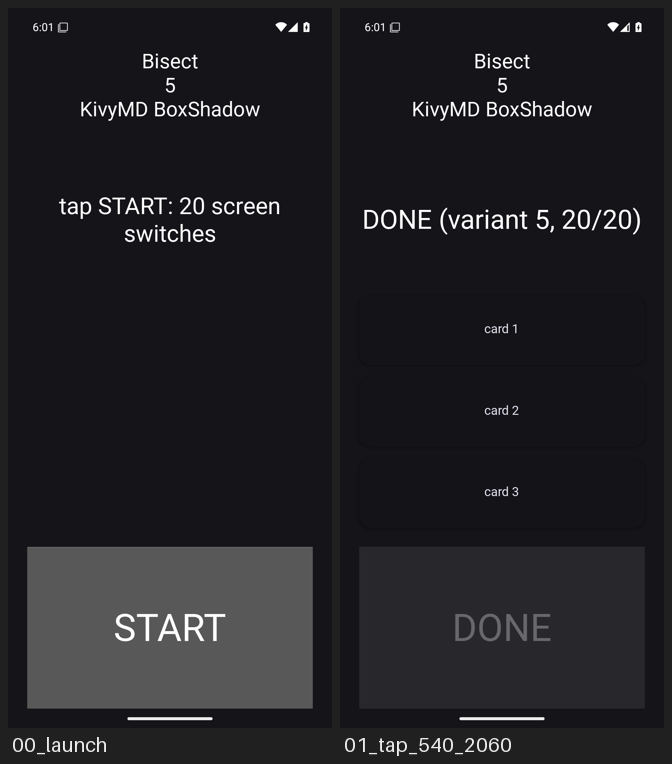 6:01
Bisect
5
KivyMD BoxShadow
tap START: 20 screen
switches
START
00_launch
6:01
Bisect
5
KivyMD BoxShadow
DONE (variant 5, 20/20)
card 1
card 2
card 3
DONE
01_tap_540_2060